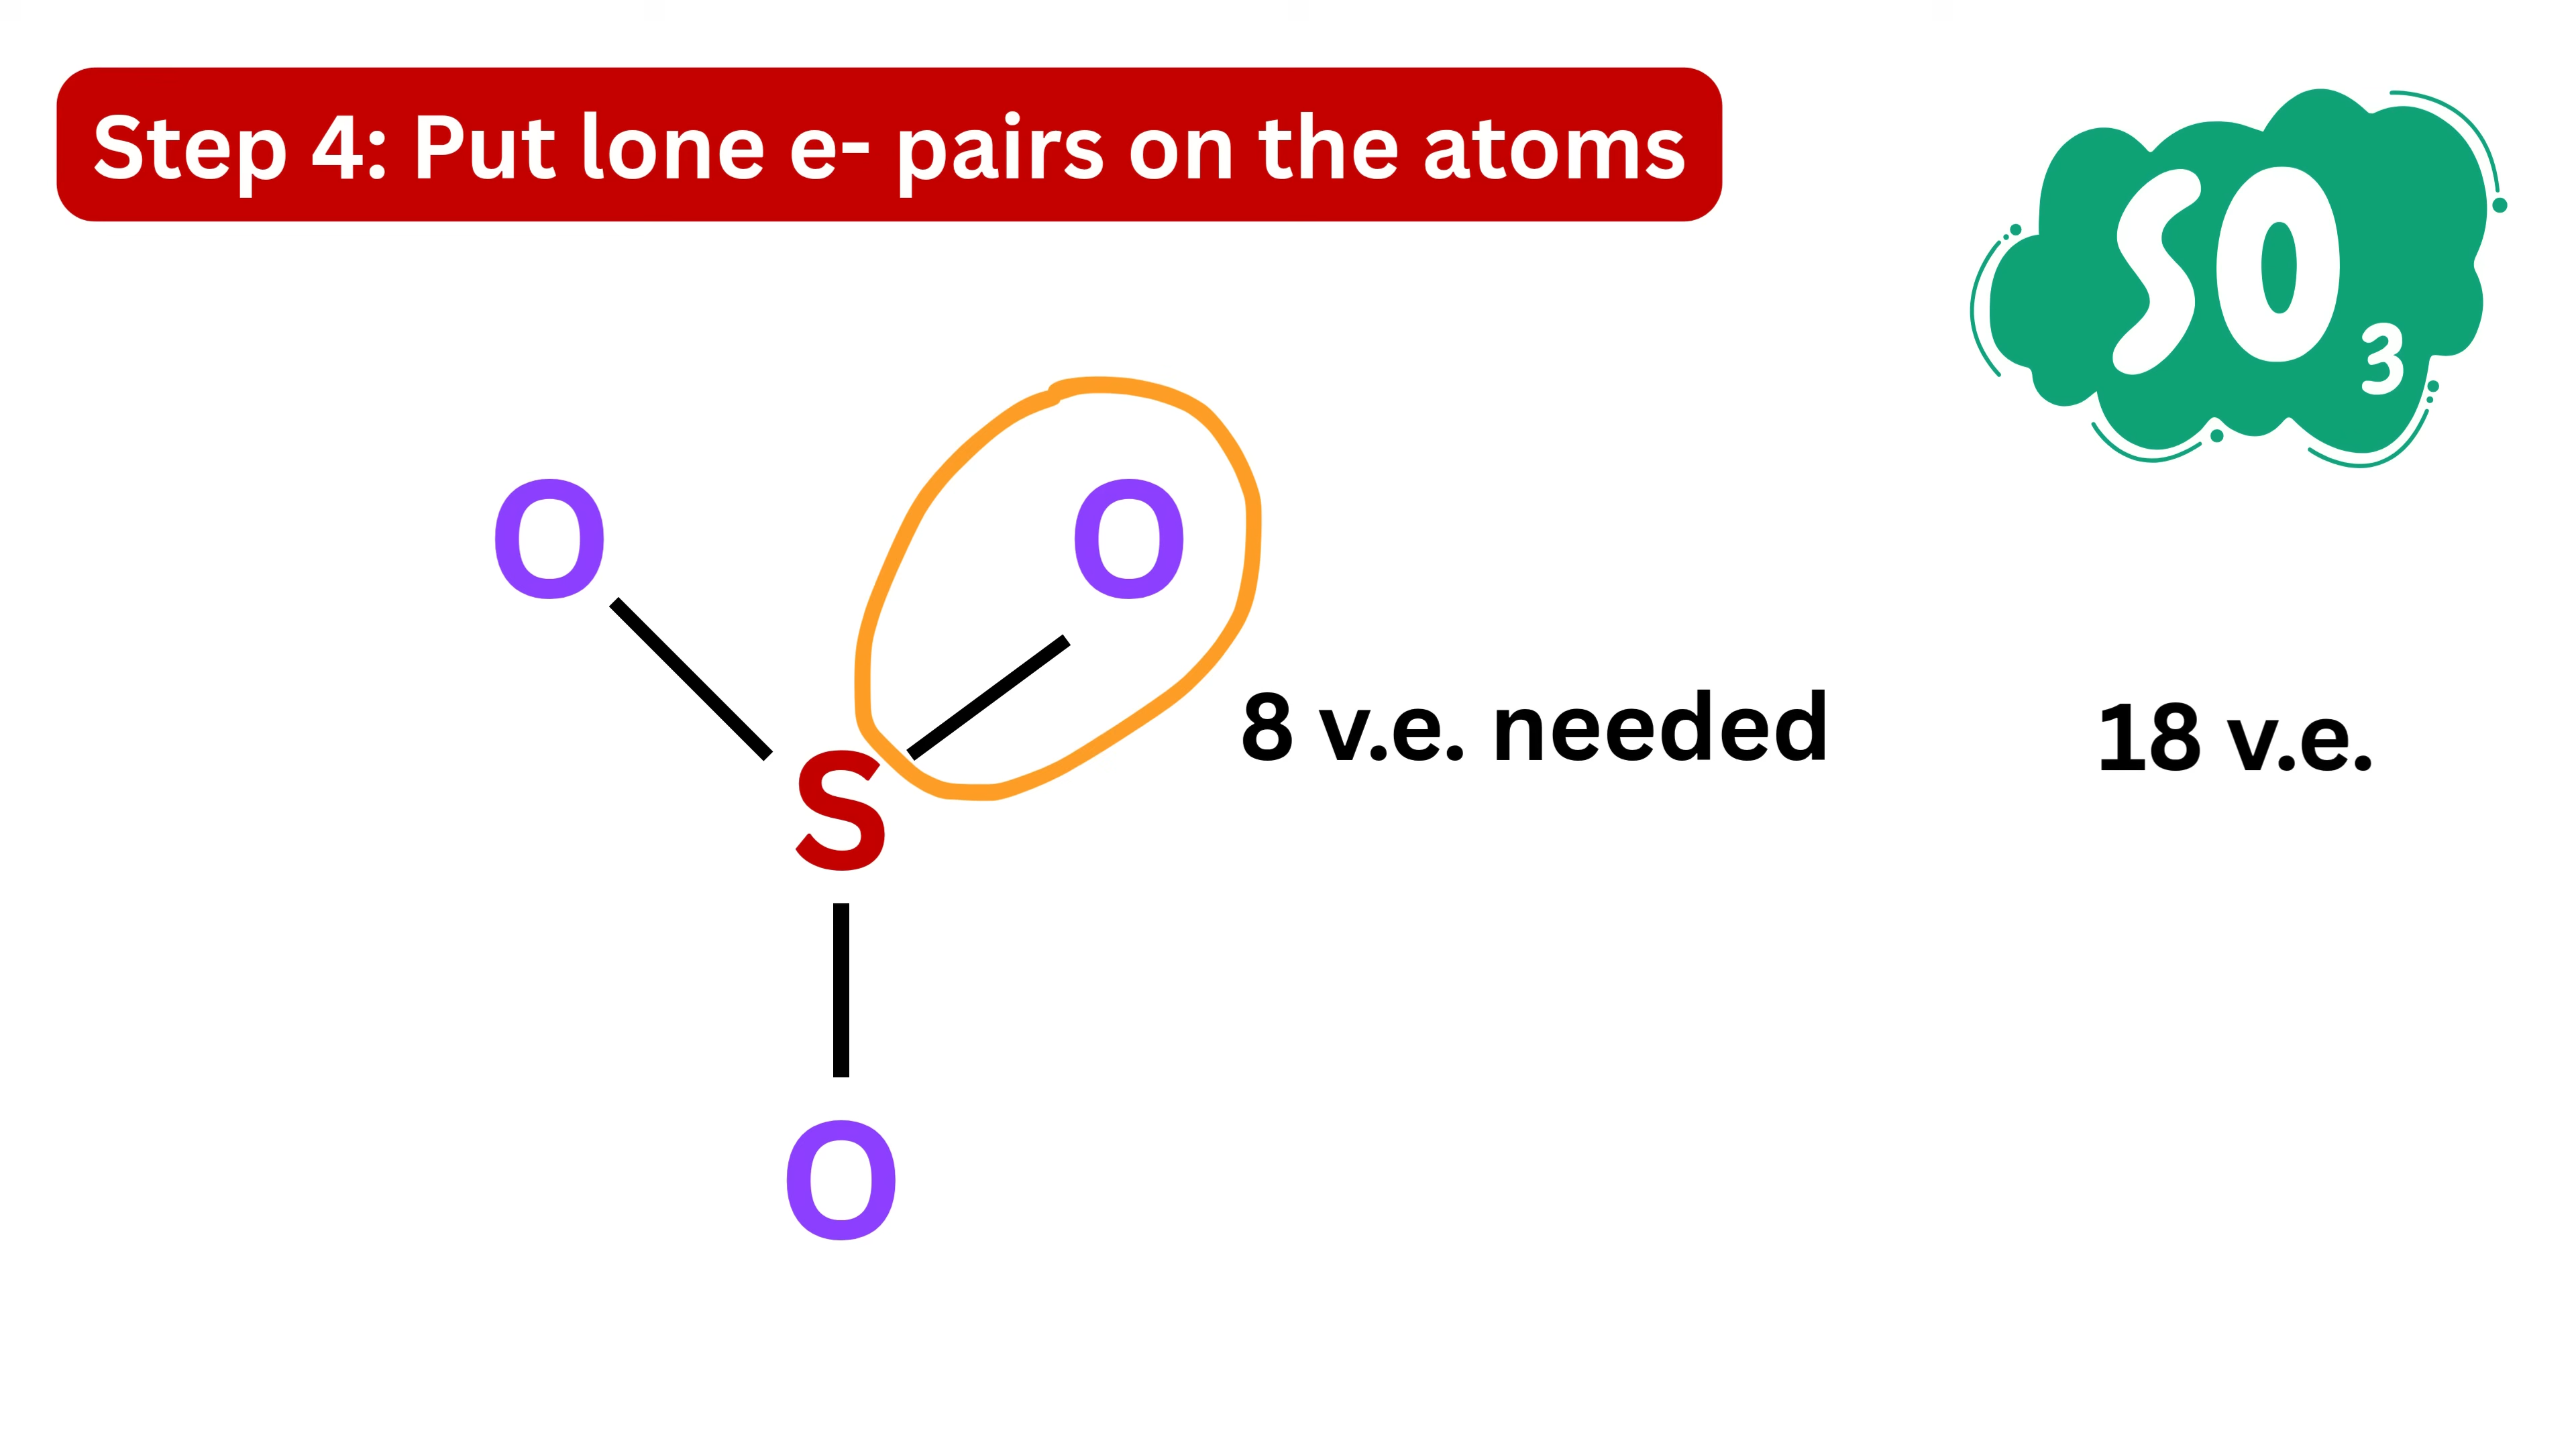 Step 4: Put lone e- pairs on the atoms
SO3
O
O
8 v.e. needed
18 v.e.
S
O